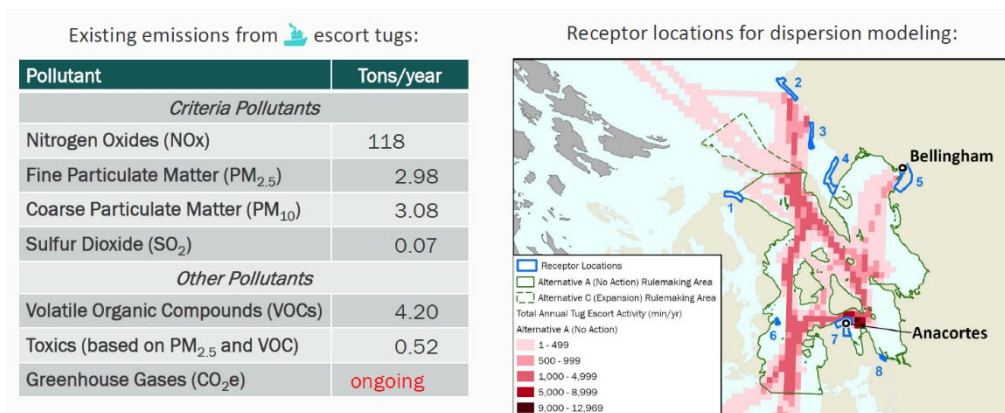 Existing emissions from escort tugs:
Pollutant Tons/year
Criteria Pollutants
Nitrogen Oxides (NOx) 118
Fine Particulate Matter (PM2.5) 2.98
Coarse Particulate Matter (PM10) 3.08
Sulfur Dioxide (SO2) 0.07
Other Pollutants
Volatile Organic Compounds (VOCs) 4.20
Toxics (based on PM2.5 and VOC) 0.52
Greenhouse Gases (CO2e) ongoing
Receptor locations for dispersion modeling:
2
3
4
Bellingham
5
1
Receptor Locations
Alternative A (No Action) Rulemaking Area
Alternative C (Expansion) Rulemaking Area
Total Annual Tug Escort Activity (min/yr)
Alternative A (No Action)
1 - 499
500 - 999
1,000 - 4,999
5,000 - 8,999
9,000 - 12,969
6
7
Anacortes
8